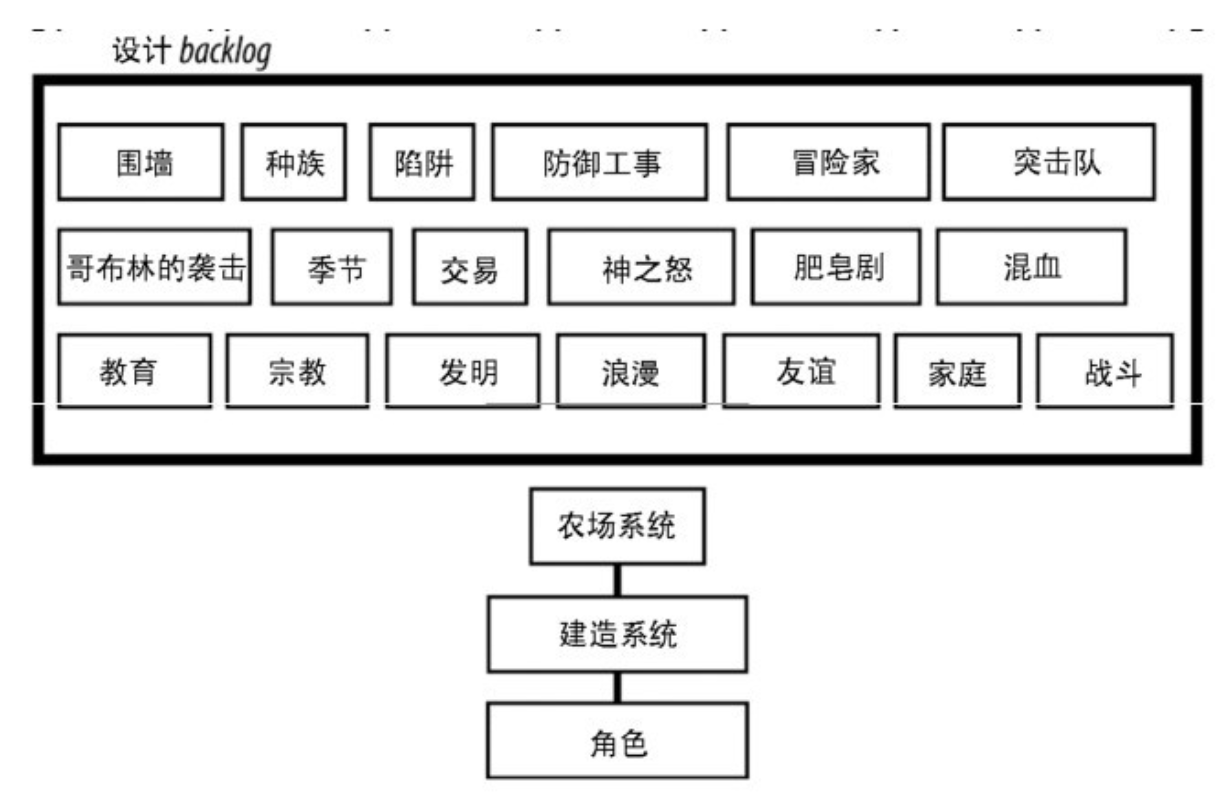 设计 backlog
围墙 种族 陷阱 防御工事 冒险家 突击队
哥布林的袭击 季节 交易 神之怒 肥皂剧 混血
教育 宗教 发明 浪漫 友谊 家庭 战斗
农场系统
建造系统
角色